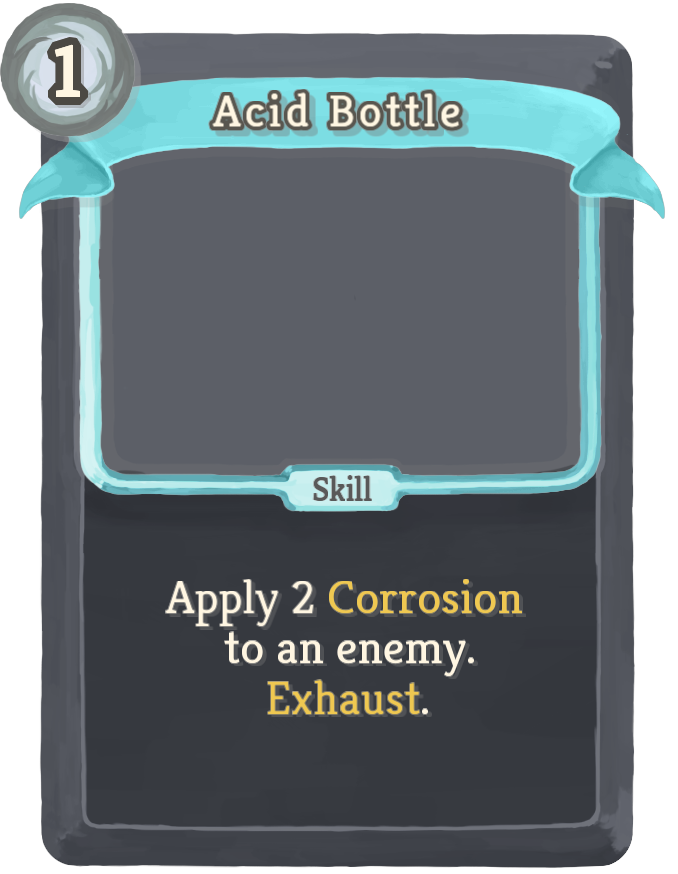 1
Acid Bottle
Skill
Apply 2 Corrosion
to an enemy.
Exhaust.